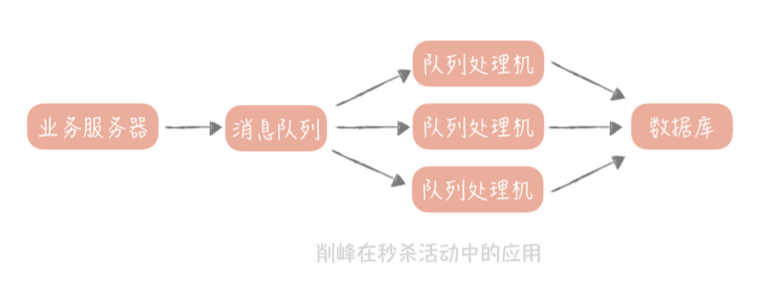 队列处理机
业务服务器
消息队列
队列处理机
数据库
队列处理机
削峰在秒杀活动中的应用